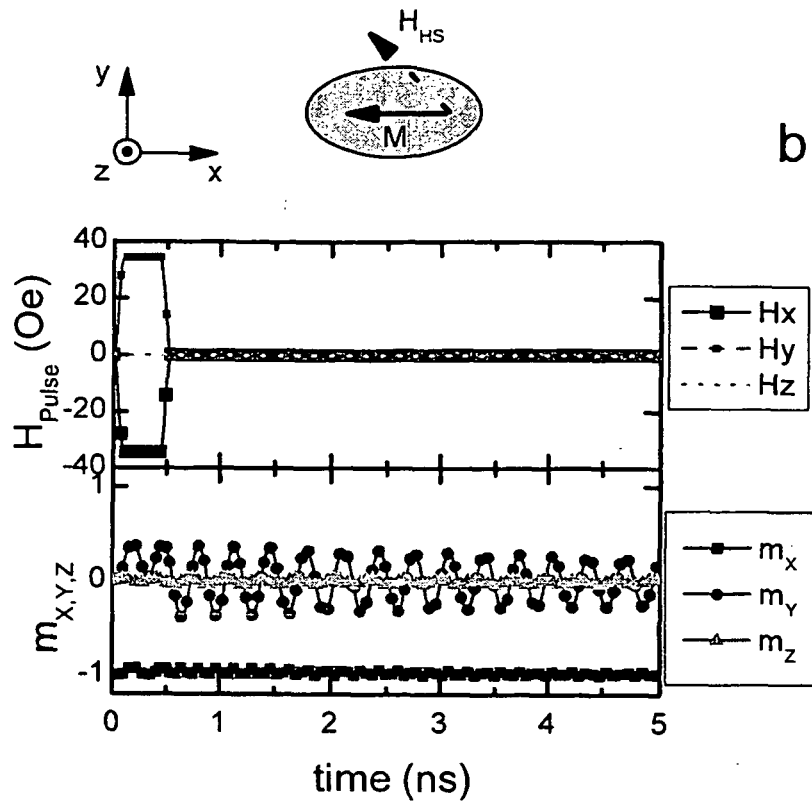 H_HS
y
M
z
x
b
H_Pulse (Oe)
40
20
0
-20
-40
Hx
Hy
Hz
m_X,Y,Z
1
0
-1
m_x
m_Y
m_z
0 1 2 3 4 5
time (ns)